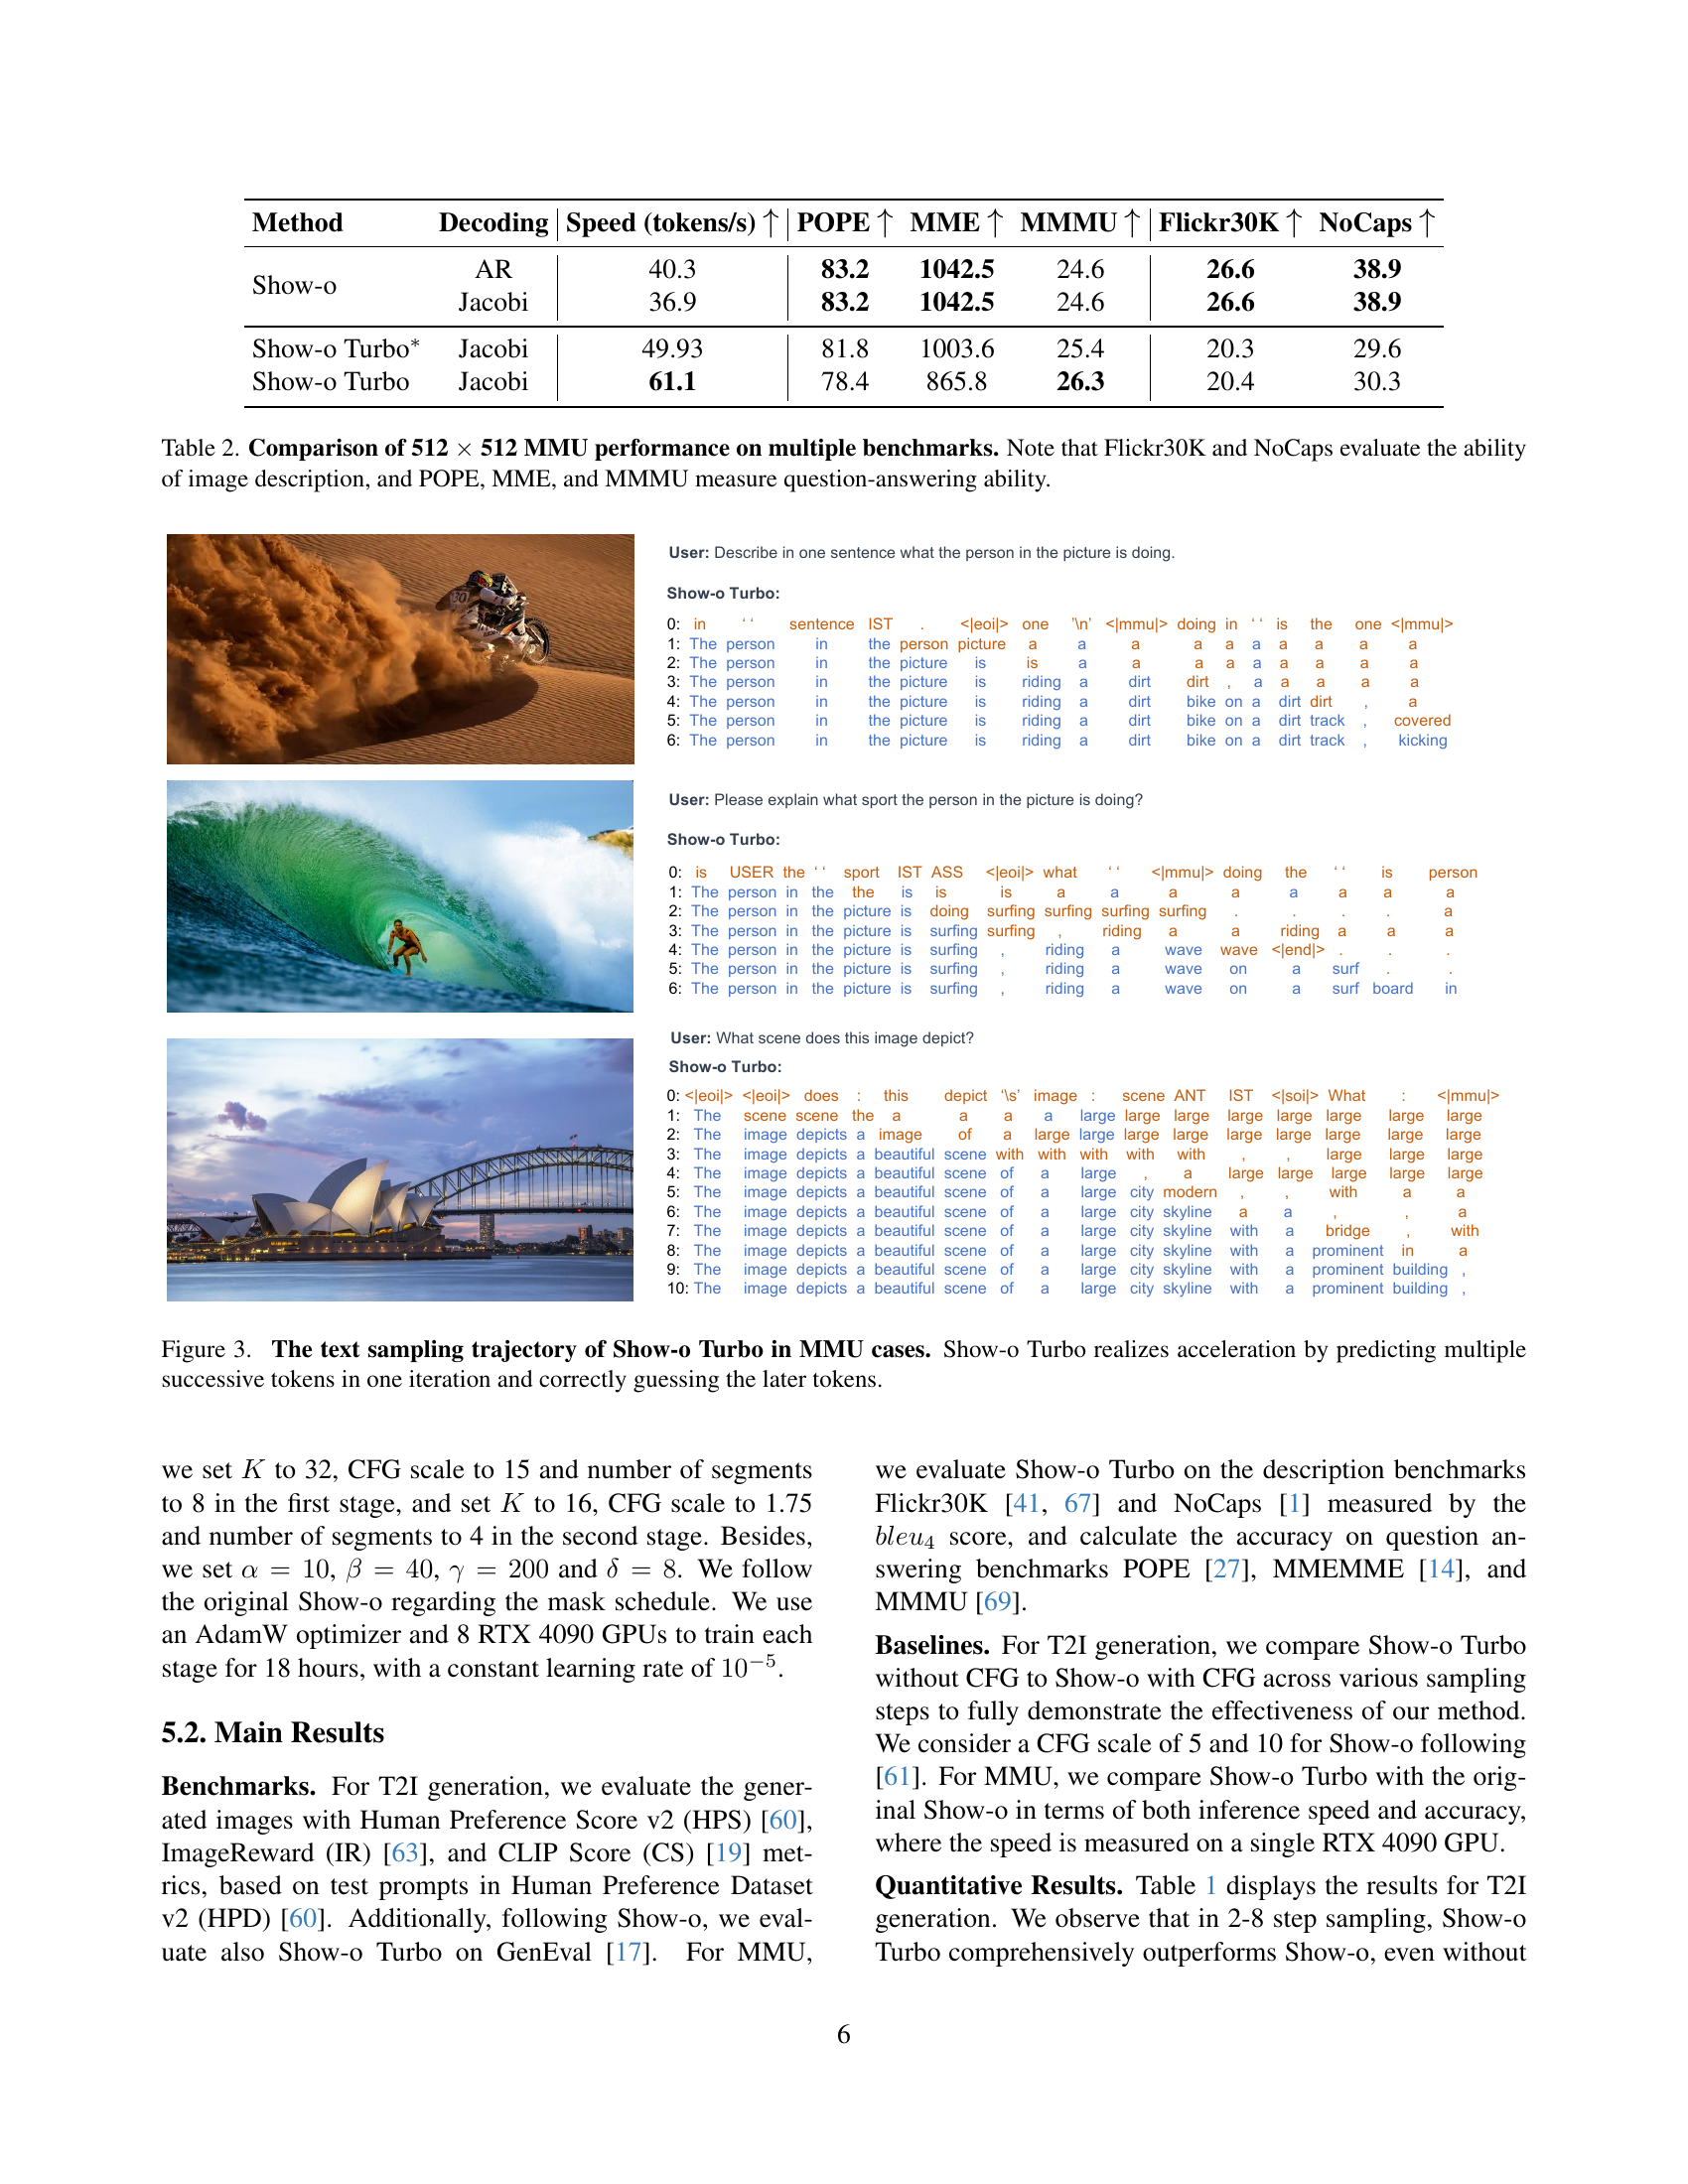 Method Decoding Speed (tokens/s) ↑ POPE ↑ MME ↑ MMMU ↑ Flickr30K ↑ NoCaps ↑
Show-o AR 40.3 83.2 1042.5 24.6 26.6 38.9
Jacobi 36.9 83.2 1042.5 24.6 26.6 38.9
Show-o Turbo* Jacobi 49.93 81.8 1003.6 25.4 20.3 29.6
Show-o Turbo Jacobi 61.1 78.4 865.8 26.3 20.4 30.3
Table 2. Comparison of 512 × 512 MMU performance on multiple benchmarks. Note that Flickr30K and NoCaps evaluate the ability
of image description, and POPE, MME, and MMMU measure question-answering ability.
User: Describe in one sentence what the person in the picture is doing.
Show-o Turbo:
0: in ‘ ‘ sentence IST . <|eoi|> one '\n' <|mmu|> doing in ‘ ‘ is the one <|mmu|>
1: The person in the person picture a a a a a a a a a a
2: The person in the picture is is a a a a a a a a a
3: The person in the picture is riding a dirt dirt , a a a a a
4: The person in the picture is riding a dirt bike on a dirt dirt , a
5: The person in the picture is riding a dirt bike on a dirt track , covered
6: The person in the picture is riding a dirt bike on a dirt track , kicking
30
User: Please explain what sport the person in the picture is doing?
Show-o Turbo:
0: is USER the ‘ ‘ sport IST ASS <|eoi|> what ‘ ‘ <|mmu|> doing the ‘ ‘ is person
1: The person in the the is is is a a a a a a a a
2: The person in the picture is doing surfing surfing surfing surfing . . . . a
3: The person in the picture is surfing surfing , riding a a riding a a a
4: The person in the picture is surfing , riding a wave wave <|end|> . . .
5: The person in the picture is surfing , riding a wave on a surf . .
6: The person in the picture is surfing , riding a wave on a surf board in
User: What scene does this image depict?
Show-o Turbo:
0: <|eoi|> <|eoi|> does : this depict '\s' image : scene ANT IST <|soi|> What : <|mmu|>
1: The scene scene the a a a a large large large large large large large large
2: The image depicts a image of a large large large large large large large large large
3: The image depicts a beautiful scene with with with with with , , large large large
4: The image depicts a beautiful scene of a large , a large large large large large
5: The image depicts a beautiful scene of a large city modern , , with a a
6: The image depicts a beautiful scene of a large city skyline a a , , a
7: The image depicts a beautiful scene of a large city skyline with a bridge , with
8: The image depicts a beautiful scene of a large city skyline with a prominent in a
9: The image depicts a beautiful scene of a large city skyline with a prominent building ,
10: The image depicts a beautiful scene of a large city skyline with a prominent building ,
Figure 3. The text sampling trajectory of Show-o Turbo in MMU cases. Show-o Turbo realizes acceleration by predicting multiple
successive tokens in one iteration and correctly guessing the later tokens.
we set K to 32, CFG scale to 15 and number of segments
to 8 in the first stage, and set K to 16, CFG scale to 1.75
and number of segments to 4 in the second stage. Besides,
we set α = 10, β = 40, γ = 200 and δ = 8. We follow
the original Show-o regarding the mask schedule. We use
an AdamW optimizer and 8 RTX 4090 GPUs to train each
stage for 18 hours, with a constant learning rate of 10⁻⁵.
5.2. Main Results
Benchmarks. For T2I generation, we evaluate the gener-
ated images with Human Preference Score v2 (HPS) [60],
ImageReward (IR) [63], and CLIP Score (CS) [19] met-
rics, based on test prompts in Human Preference Dataset
v2 (HPD) [60]. Additionally, following Show-o, we eval-
uate also Show-o Turbo on GenEval [17]. For MMU,
we evaluate Show-o Turbo on the description benchmarks
Flickr30K [41, 67] and NoCaps [1] measured by the
bleu₄ score, and calculate the accuracy on question an-
swering benchmarks POPE [27], MMEMME [14], and
MMMU [69].
Baselines. For T2I generation, we compare Show-o Turbo
without CFG to Show-o with CFG across various sampling
steps to fully demonstrate the effectiveness of our method.
We consider a CFG scale of 5 and 10 for Show-o following
[61]. For MMU, we compare Show-o Turbo with the orig-
inal Show-o in terms of both inference speed and accuracy,
where the speed is measured on a single RTX 4090 GPU.
Quantitative Results. Table 1 displays the results for T2I
generation. We observe that in 2-8 step sampling, Show-o
Turbo comprehensively outperforms Show-o, even without
6